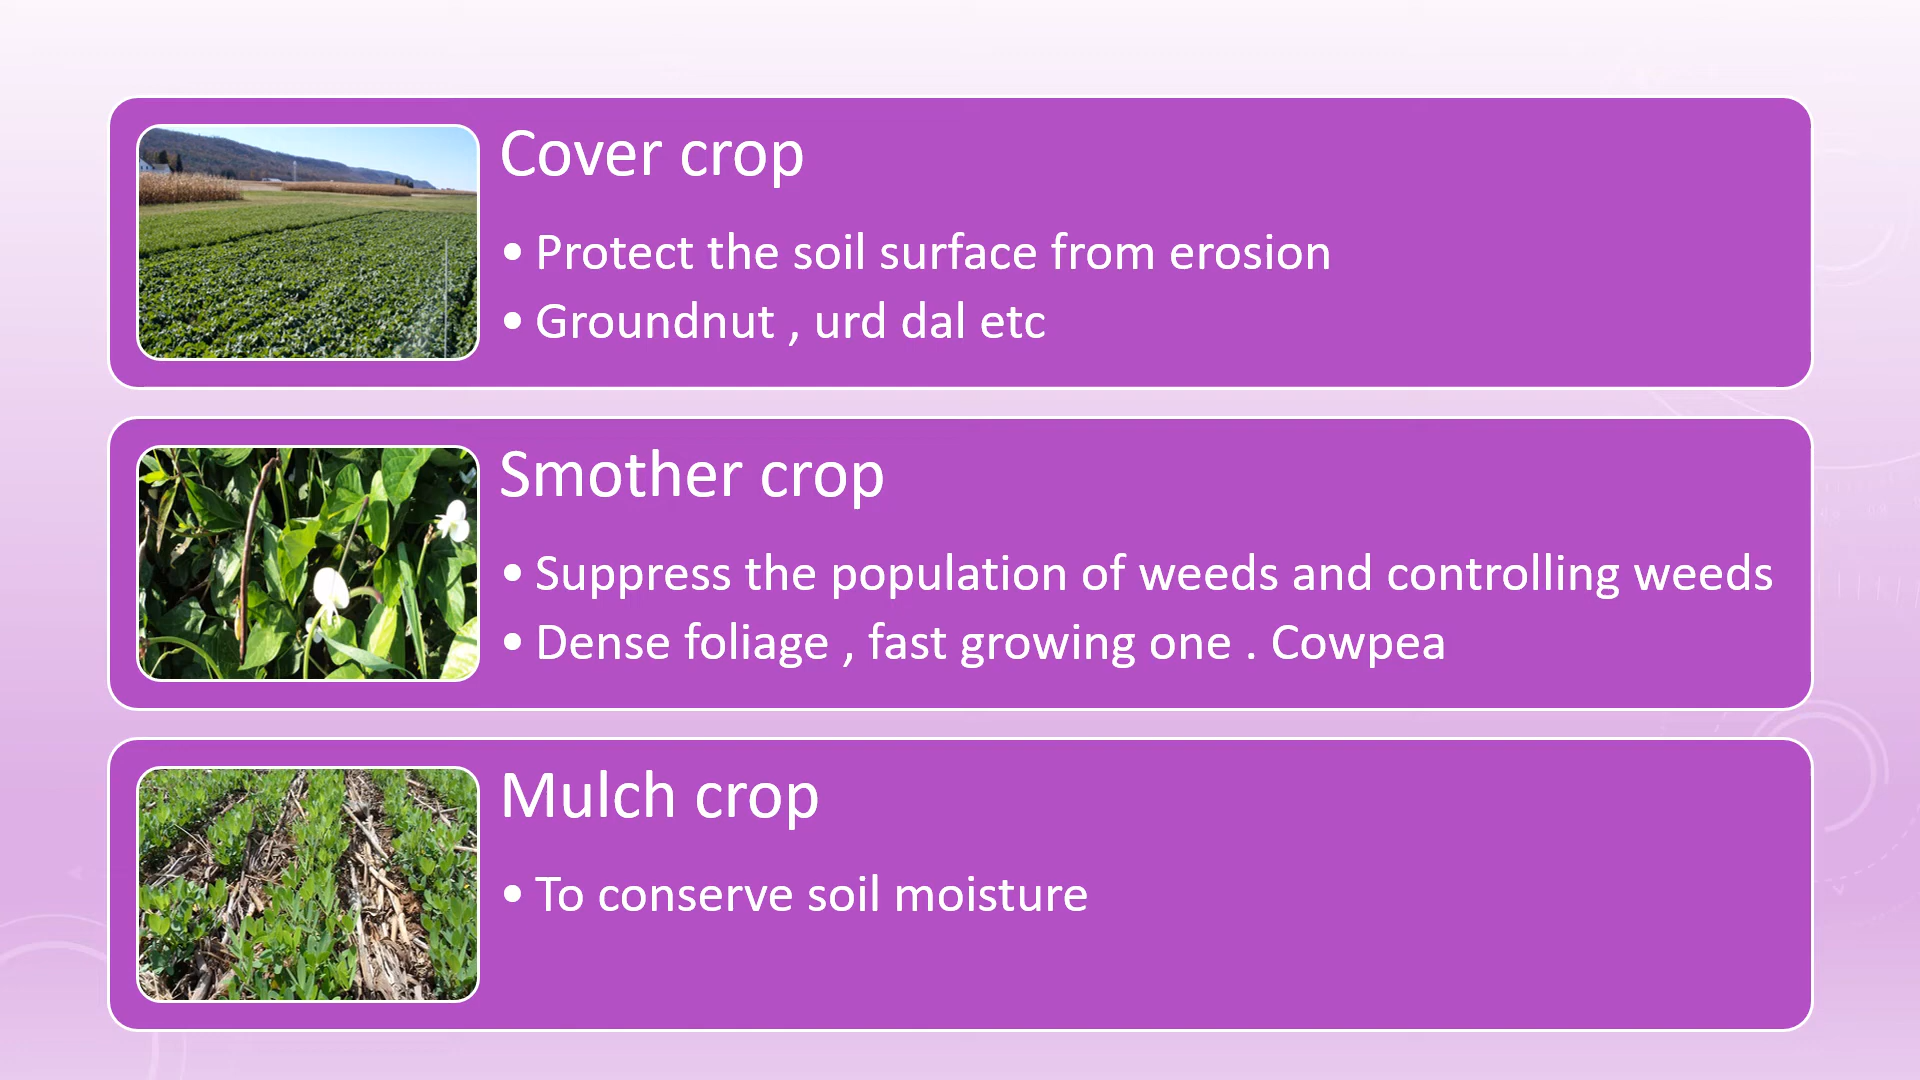 Cover crop
• Protect the soil surface from erosion
• Groundnut , urd dal etc
Smother crop
• Suppress the population of weeds and controlling weeds
• Dense foliage , fast growing one . Cowpea
Mulch crop
• To conserve soil moisture